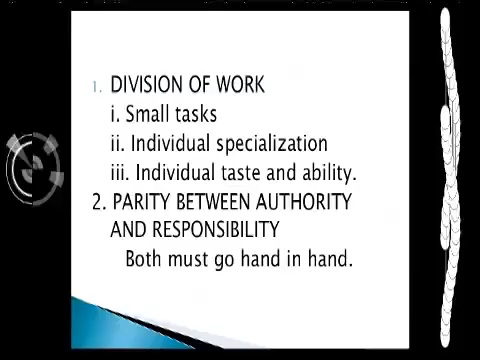 1. DIVISION OF WORK
i. Small tasks
ii. Individual specialization
iii. Individual taste and ability.
2. PARITY BETWEEN AUTHORITY
AND RESPONSIBILITY
Both must go hand in hand.